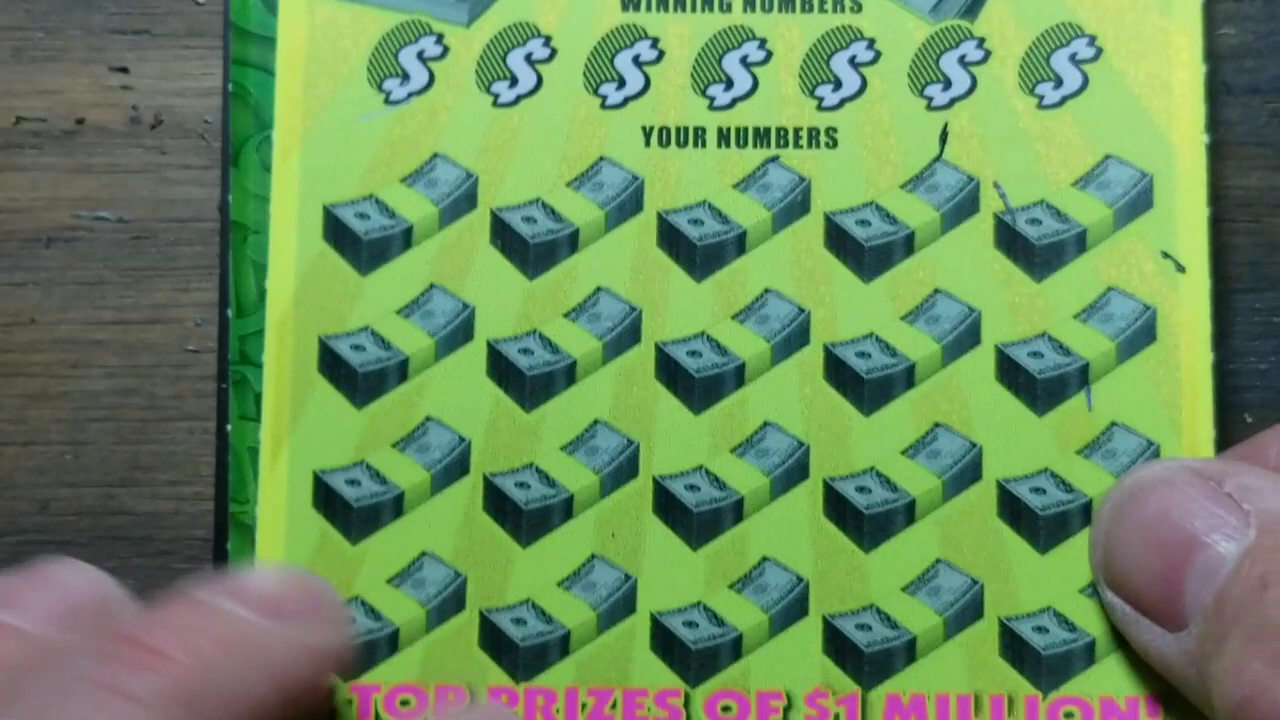 WINNING NUMBERS
$ $ $ $ $ $ $
YOUR NUMBERS
TOP PRIZES OF $1 MILLION!